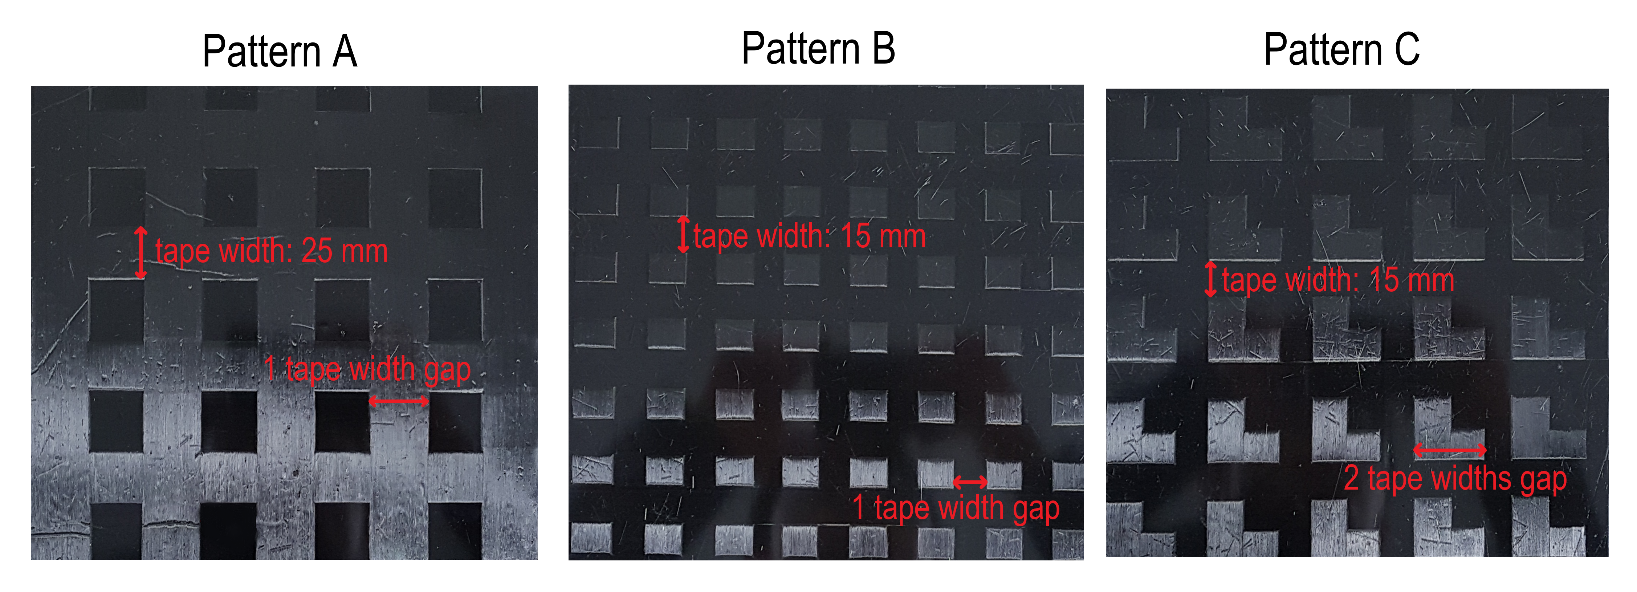 Pattern A
Pattern B
Pattern C
tape width: 25 mm
1 tape width gap
tape width: 15 mm
1 tape width gap
tape width: 15 mm
2 tape widths gap